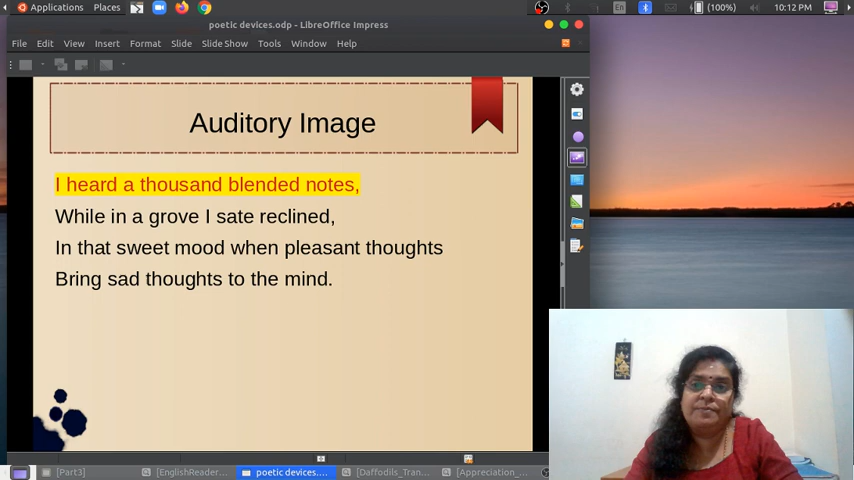 Applications Places En (100%) 10:12 PM
poetic devices.odp - LibreOffice Impress
File Edit View Insert Format Slide Slide Show Tools Window Help
Auditory Image
I heard a thousand blended notes,
While in a grove I sate reclined,
In that sweet mood when pleasant thoughts
Bring sad thoughts to the mind.
[Part3] [EnglishReader... poetic devices.... [Daffodils_Tran... [Appreciation_...